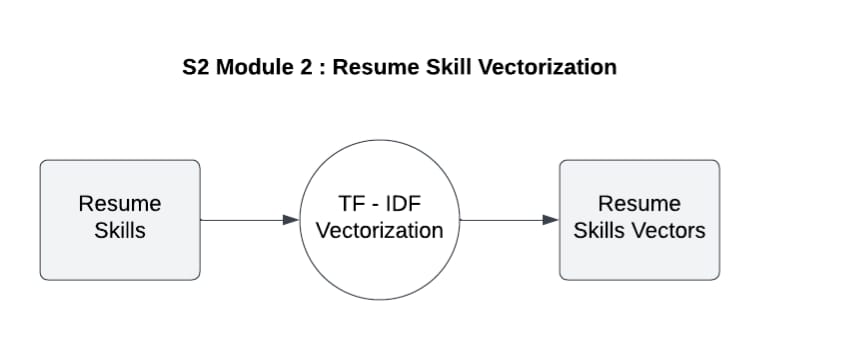 S2 Module 2 : Resume Skill Vectorization
Resume
Skills
TF - IDF
Vectorization
Resume
Skills Vectors